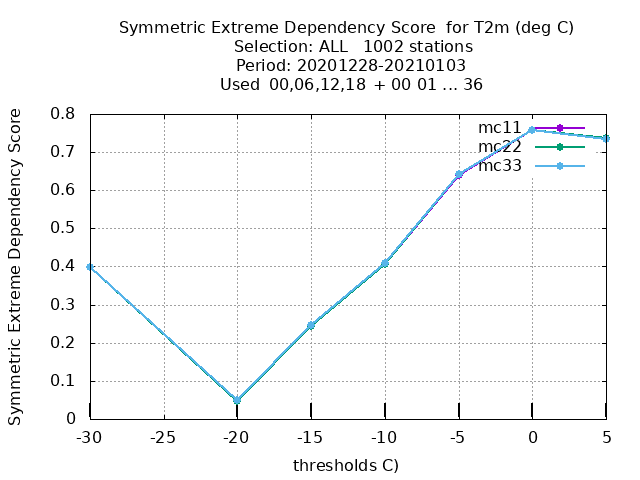 Symmetric Extreme Dependency Score  for T2m (deg C)
Selection: ALL   1002 stations
Period: 20201228-20210103
Used  00,06,12,18  + 00 01 ... 36
Symmetric Extreme Dependency Score
0.8
0.7
0.6
0.5
0.4
0.3
0.2
0.1
0
mc11
mc22
mc33
-30 -25 -20 -15 -10 -5 0 5
thresholds C)